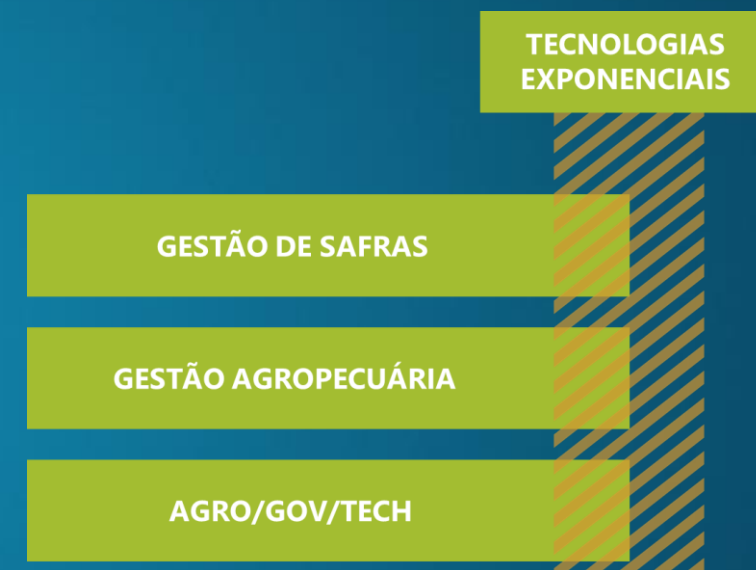 TECNOLOGIAS
EXPONENCIAIS
GESTÃO DE SAFRAS
GESTÃO AGROPECUÁRIA
AGRO/GOV/TECH